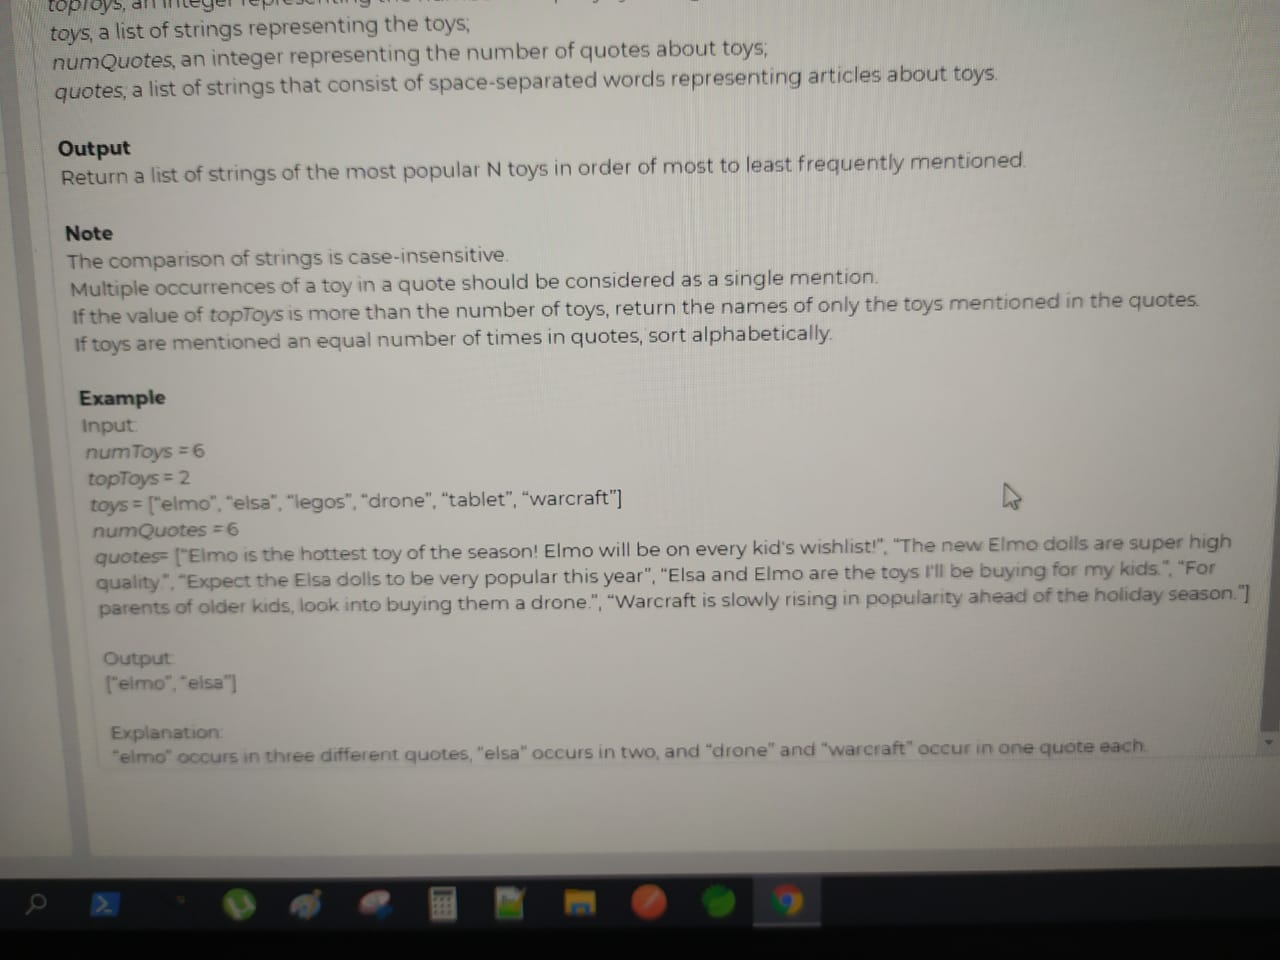 topToys, an integer representing the
toys, a list of strings representing the toys;
numQuotes, an integer representing the number of quotes about toys;
quotes, a list of strings that consist of space-separated words representing articles about toys.
Output
Return a list of strings of the most popular N toys in order of most to least frequently mentioned.
Note
The comparison of strings is case-insensitive.
Multiple occurrences of a toy in a quote should be considered as a single mention.
If the value of topToys is more than the number of toys, return the names of only the toys mentioned in the quotes.
If toys are mentioned an equal number of times in quotes, sort alphabetically.
Example
Input:
numToys = 6
topToys = 2
toys = ["elmo", "elsa", "legos", "drone", "tablet", "warcraft"]
numQuotes = 6
quotes= ["Elmo is the hottest toy of the season! Elmo will be on every kid's wishlist!", "The new Elmo dolls are super high
quality.", "Expect the Elsa dolls to be very popular this year", "Elsa and Elmo are the toys I'll be buying for my kids.", "For
parents of older kids, look into buying them a drone.", "Warcraft is slowly rising in popularity ahead of the holiday season."]
Output:
["elmo", "elsa"]
Explanation:
"elmo" occurs in three different quotes, "elsa" occurs in two, and "drone" and "warcraft" occur in one quote each.